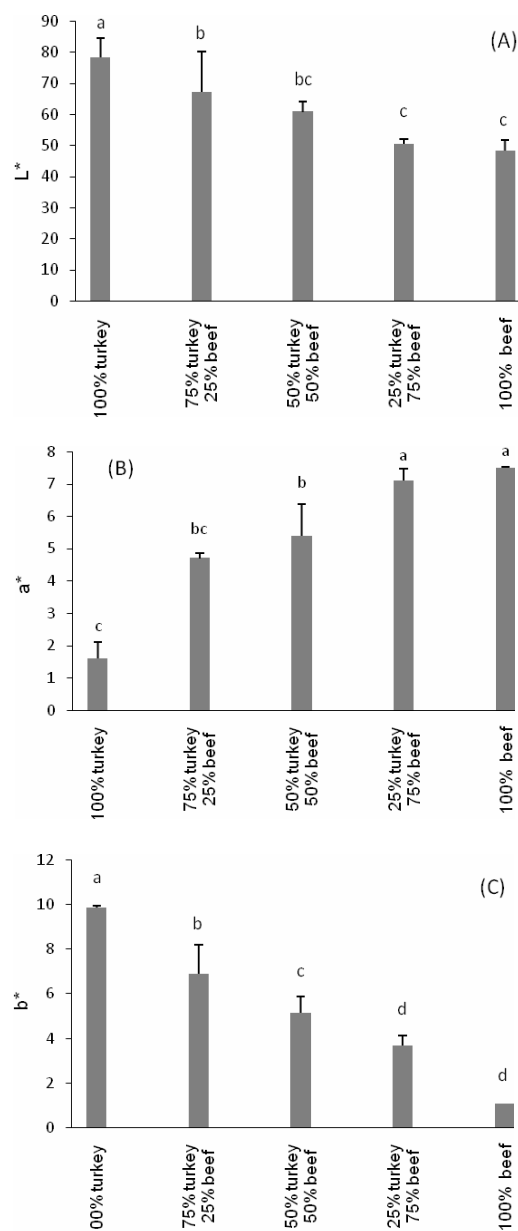 90
80
70
60
50
40
30
20
10
0
L*
a
b
bc
c
c
(A)
100% turkey
75% turkey
25% beef
50% turkey
50% beef
25% turkey
75% beef
100% beef
8
7
6
5
4
3
2
1
0
a*
(B)
c
bc
b
a
a
100% turkey
75% turkey
25% beef
50% turkey
50% beef
25% turkey
75% beef
100% beef
12
10
8
6
4
2
0
b*
a
b
c
d
d
(C)
00% turkey
75% turkey
25% beef
50% turkey
50% beef
25% turkey
75% beef
100% beef